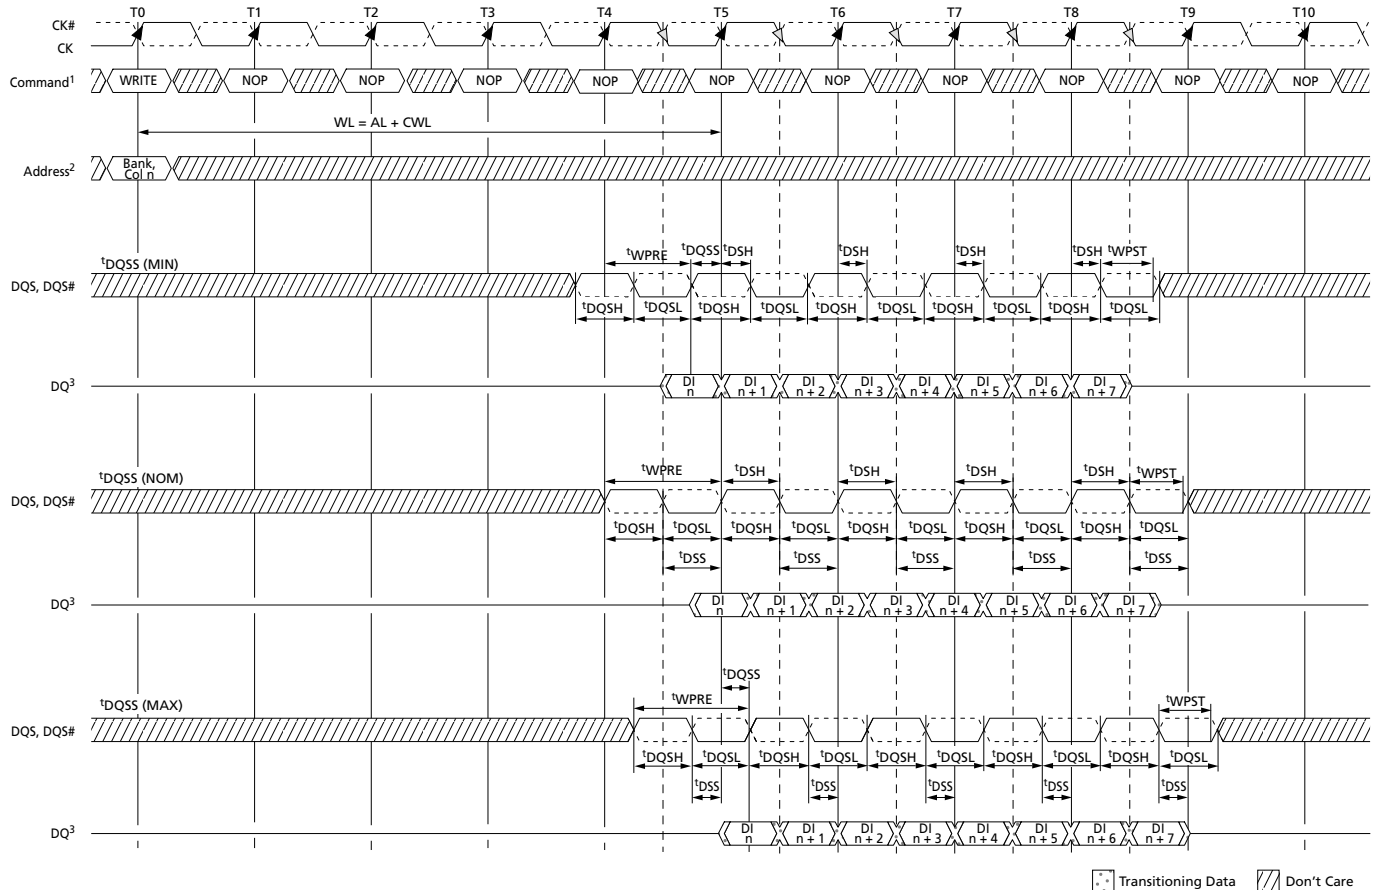 T0 T1 T2 T3 T4 T5 T6 T7 T8 T9 T10
CK#
CK
Command1 WRITE NOP NOP NOP NOP NOP NOP NOP NOP NOP NOP
WL = AL + CWL
Address2 Bank, Col n
tDQSS (MIN) tWPRE tDQSS tDSH tDSH tDSH tDSH tWPST
DQS, DQS#
tDQSH tDQSL tDQSH tDQSL tDQSH tDQSL tDQSH tDQSL tDQSH tDQSL
DQ3 DI n DI n + 1 DI n + 2 DI n + 3 DI n + 4 DI n + 5 DI n + 6 DI n + 7
tDQSS (NOM) tWPRE tDSH tDSH tDSH tDSH tWPST
DQS, DQS#
tDQSH tDQSL tDQSH tDQSL tDQSH tDQSL tDQSH tDQSL tDQSH tDQSL
tDSS tDSS tDSS tDSS tDSS
DQ3 DI n DI n + 1 DI n + 2 DI n + 3 DI n + 4 DI n + 5 DI n + 6 DI n + 7
tDQSS
tDQSS (MAX) tWPRE tWPST
DQS, DQS#
tDQSH tDQSL tDQSH tDQSL tDQSH tDQSL tDQSH tDQSL tDQSH tDQSL
tDSS tDSS tDSS tDSS tDSS
DQ3 DI n DI n + 1 DI n + 2 DI n + 3 DI n + 4 DI n + 5 DI n + 6 DI n + 7
Transitioning Data Don't Care